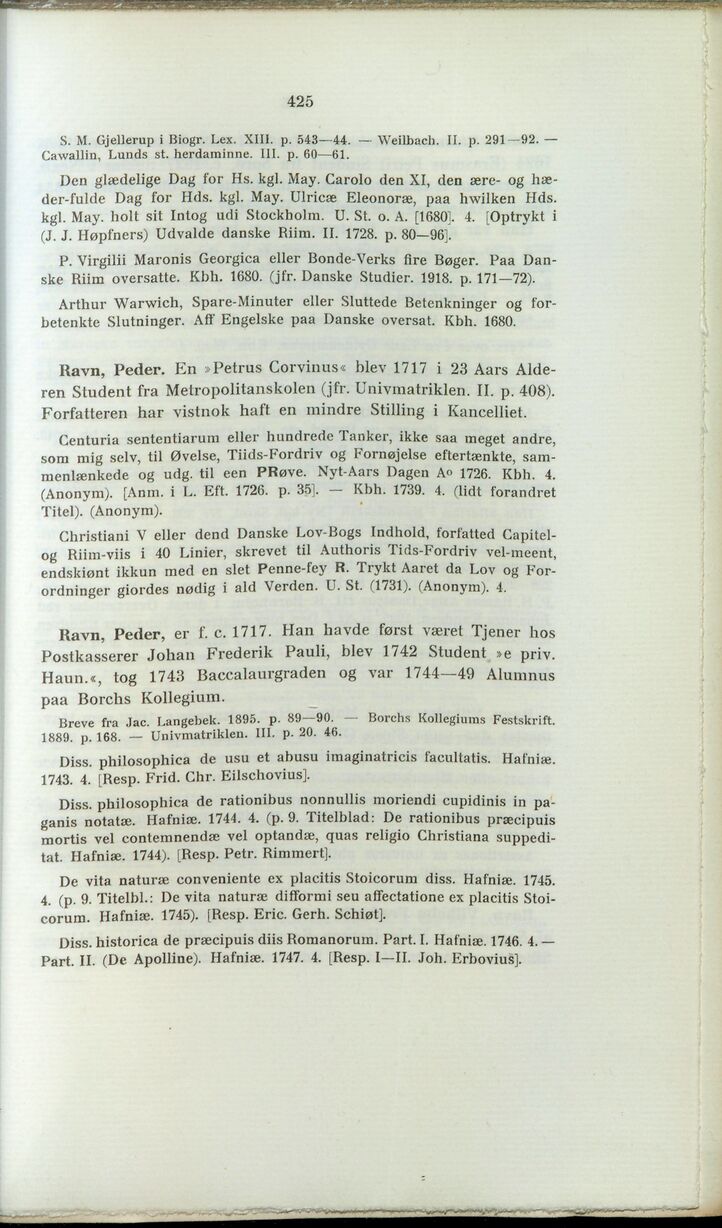 425
S. M. Gjellerup i Biogr. Lex. XIII. p. 543—44. — Weilbach. II. p. 291—92. —
Cawallin, Lunds st. herdaminne. III. p. 60—61.
Den glædelige Dag for Hs. kgl. May. Carolo den XI, den ære- og hæ-
der-fulde Dag for Hds. kgl. May. Ulricæ Eleonoræ, paa hwilken Hds.
kgl. May. holt sit Intog udi Stockholm. U. St. o. A. [1680]. 4. [Optrykt i
(J. J. Høpfners) Udvalde danske Riim. II. 1728. p. 80—96].
P. Virgilii Maronis Georgica eller Bonde-Verks fire Bøger. Paa Dan-
ske Riim oversatte. Kbh. 1680. (jfr. Danske Studier. 1918. p. 171—72).
Arthur Warwich, Spare-Minuter eller Sluttede Betenkninger og for-
betenkte Slutninger. Aff Engelske paa Danske oversat. Kbh. 1680.
Ravn, Peder. En »Petrus Corvinus« blev 1717 i 23 Aars Alde-
ren Student fra Metropolitanskolen (jfr. Univmatriklen. II. p. 408).
Forfatteren har vistnok haft en mindre Stilling i Kancelliet.
Centuria sententiarum eller hundrede Tanker, ikke saa meget andre,
som mig selv, til Øvelse, Tiids-Fordriv og Fornøjelse eftertænkte, sam-
menlænkede og udg. til een PRøve. Nyt-Aars Dagen Aº 1726. Kbh. 4.
(Anonym). [Anm. i L. Eft. 1726. p. 35]. — Kbh. 1739. 4. (lidt forandret
Titel). (Anonym).
Christiani V eller dend Danske Lov-Bogs Indhold, forfatted Capitel-
og Riim-viis i 40 Linier, skrevet til Authoris Tids-Fordriv vel-meent,
endskiønt ikkun med en slet Penne-fey R. Trykt Aaret da Lov og For-
ordninger giordes nødig i ald Verden. U. St. (1731). (Anonym). 4.
Ravn, Peder, er f. c. 1717. Han havde først været Tjener hos
Postkasserer Johan Frederik Pauli, blev 1742 Student »e priv.
Haun.«, tog 1743 Baccalaurgraden og var 1744—49 Alumnus
paa Borchs Kollegium.
Breve fra Jac. Langebek. 1895. p. 89—90. — Borchs Kollegiums Festskrift.
1889. p. 168. — Univmatriklen. III. p. 20. 46.
Diss. philosophica de usu et abusu imaginatricis facultatis. Hafniæ.
1743. 4. [Resp. Frid. Chr. Eilschovius].
Diss. philosophica de rationibus nonnullis moriendi cupidinis in pa-
ganis notatæ. Hafniæ. 1744. 4. (p. 9. Titelblad: De rationibus præcipuis
mortis vel contemnendæ vel optandæ, quas religio Christiana suppedi-
tat. Hafniæ. 1744). [Resp. Petr. Rimmert].
De vita naturæ conveniente ex placitis Stoicorum diss. Hafniæ. 1745.
4. (p. 9. Titelbl.: De vita naturæ difformi seu affectatione ex placitis Stoi-
corum. Hafniæ. 1745). [Resp. Eric. Gerh. Schiøt].
Diss. historica de præcipuis diis Romanorum. Part. I. Hafniæ. 1746. 4. —
Part. II. (De Apolline). Hafniæ. 1747. 4. [Resp. I—II. Joh. Erbovius].